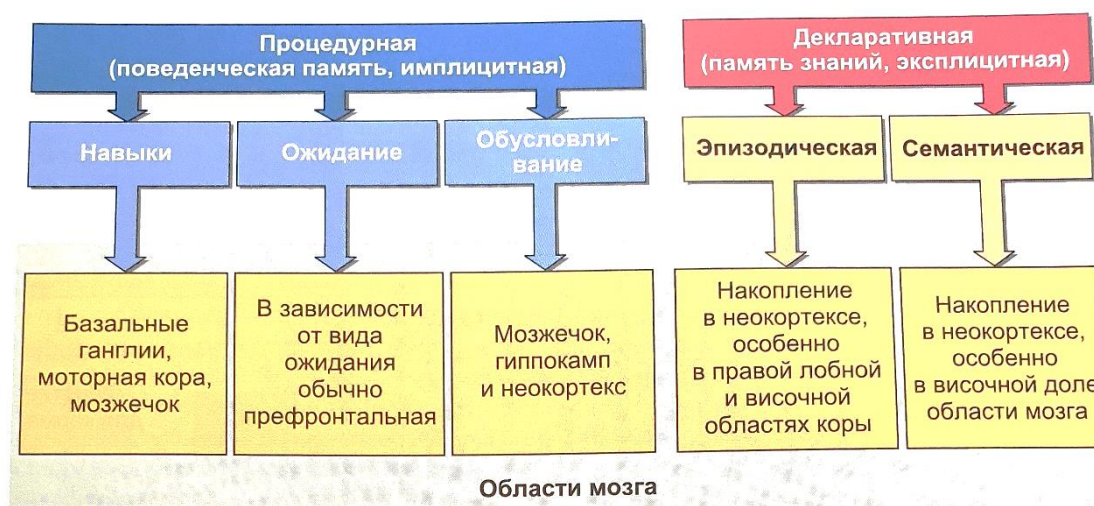 Процедурная
(поведенческая память, имплицитная)
Декларативная
(память знаний, эксплицитная)
Навыки
Ожидание
Обусловли-
вание
Эпизодическая
Семантическая
Базальные
ганглии,
моторная кора,
мозжечок
В зависимости
от вида
ожидания
обычно
префронтальная
Мозжечок,
гиппокамп
и неокортекс
Накопление
в неокортексе,
особенно
в правой лобной
и височной
областях коры
Накопление
в неокортексе,
особенно
в височной доле
области мозга
Области мозга